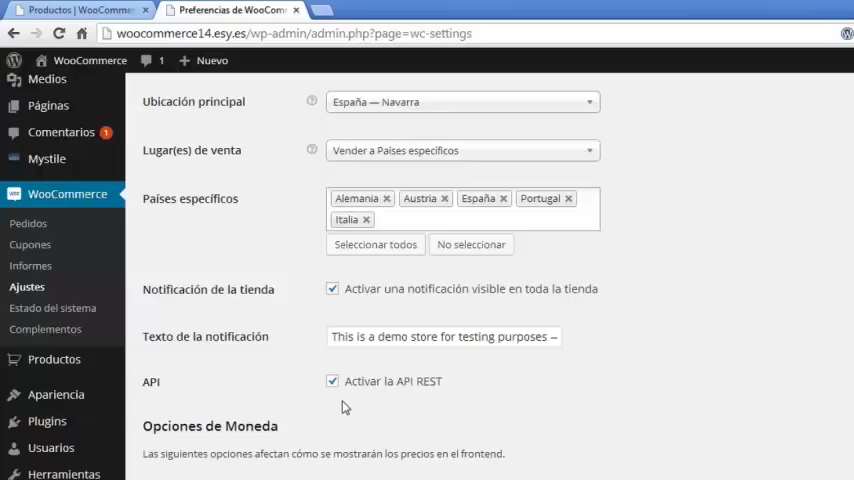 Productos | WooCommer
Preferencias de WooCom
woocommerce14.esy.es/wp-admin/admin.php?page=wc-settings
WooCommerce 1 + Nuevo
Medios
Páginas
Comentarios 1
Mystile
WooCommerce
Pedidos
Cupones
Informes
Ajustes
Estado del sistema
Complementos
Productos
Apariencia
Plugins
Usuarios
Herramientas
Ubicación principal
España — Navarra
Lugar(es) de venta
Vender a Países específicos
Países específicos
Alemania Austria España Portugal
Italia
Seleccionar todos No seleccionar
Notificación de la tienda
Activar una notificación visible en toda la tienda
Texto de la notificación
This is a demo store for testing purposes —
API
Activar la API REST
Opciones de Moneda
Las siguientes opciones afectan cómo se mostrarán los precios en el frontend.